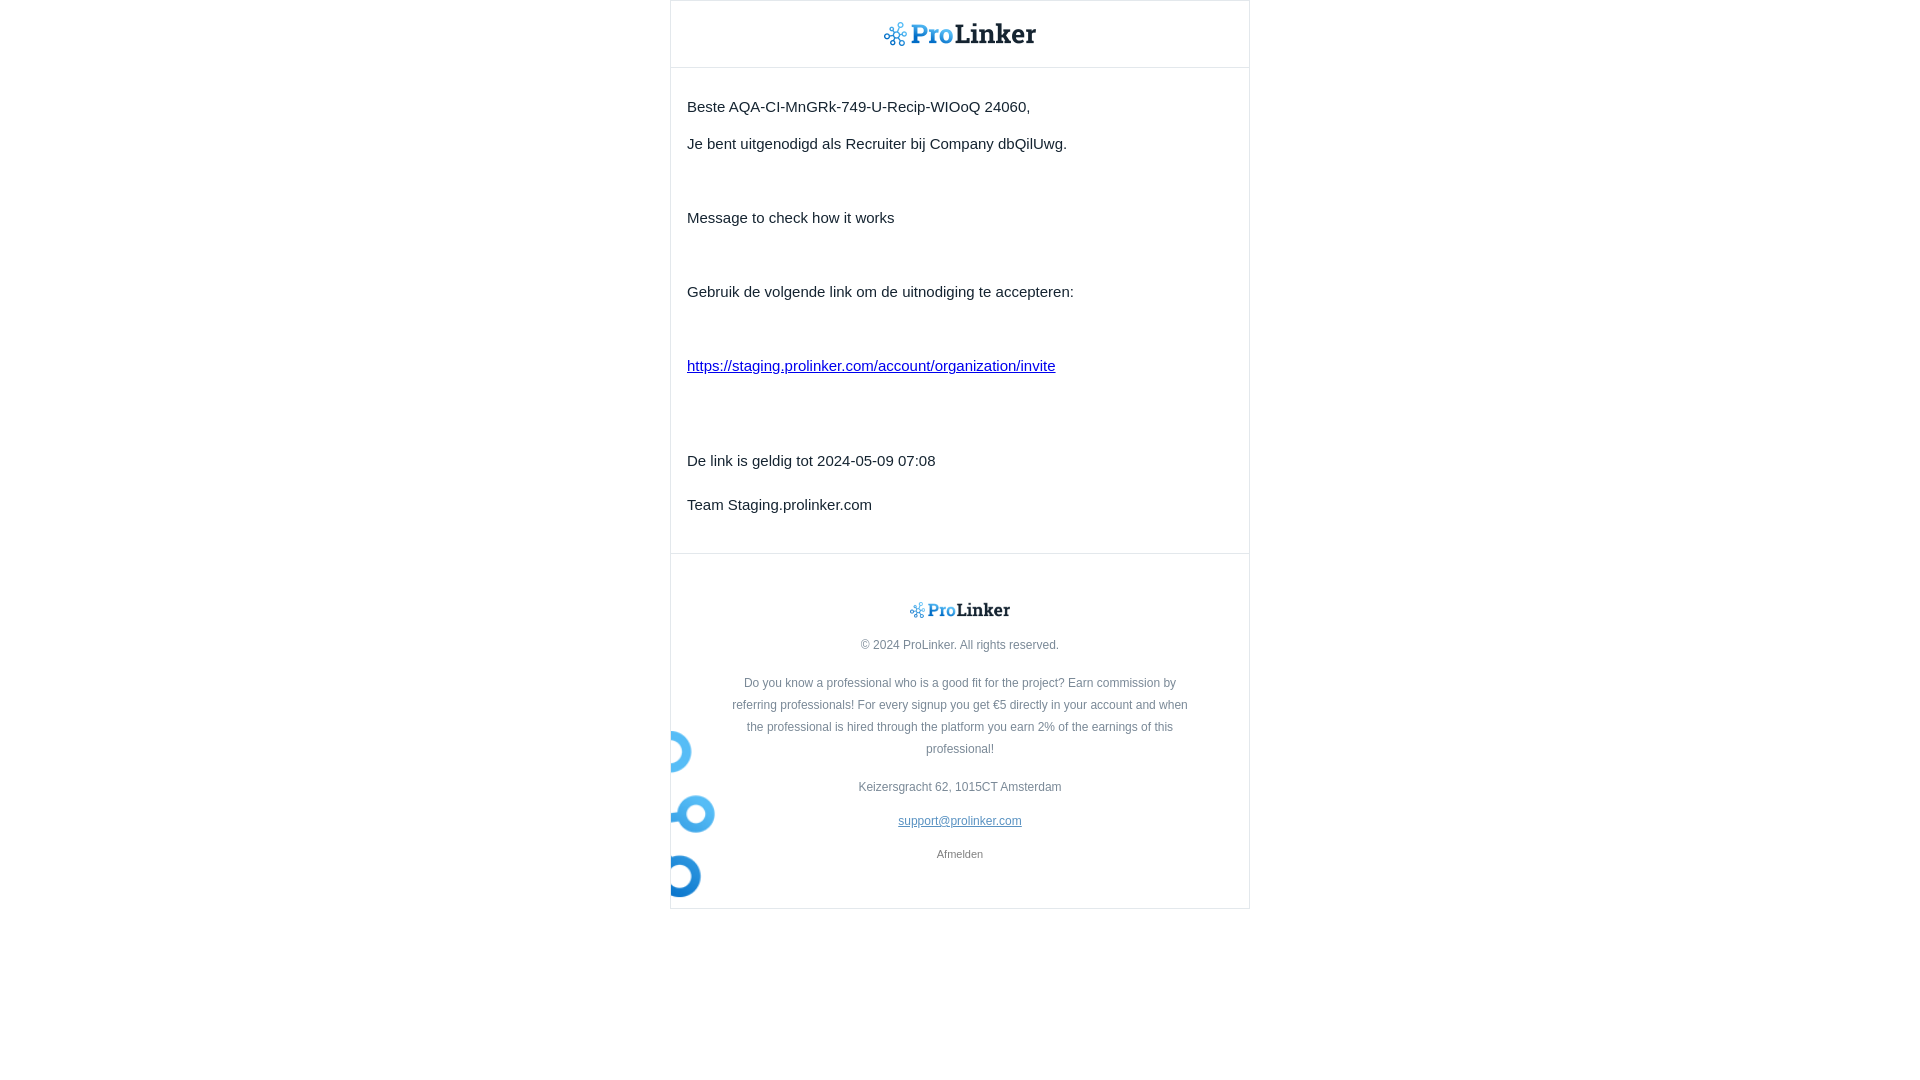 ProLinker
Beste AQA-CI-MnGRk-749-U-Recip-WIOoQ 24060,
Je bent uitgenodigd als Recruiter bij Company dbQilUwg.
Message to check how it works
Gebruik de volgende link om de uitnodiging te accepteren:
https://staging.prolinker.com/account/organization/invite
De link is geldig tot 2024-05-09 07:08
Team Staging.prolinker.com
ProLinker
© 2024 ProLinker. All rights reserved.
Do you know a professional who is a good fit for the project? Earn commission by
referring professionals! For every signup you get €5 directly in your account and when
the professional is hired through the platform you earn 2% of the earnings of this
professional!
Keizersgracht 62, 1015CT Amsterdam
support@prolinker.com
Afmelden